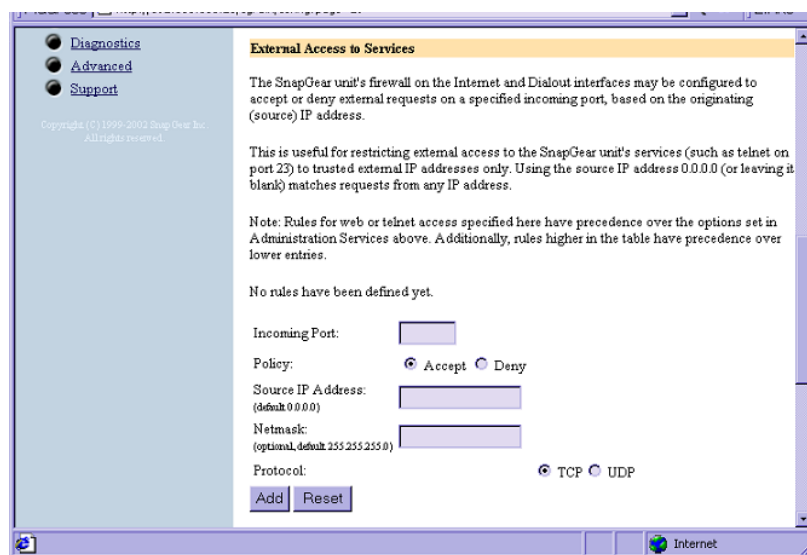 Diagnostics
Advanced
Support
Copyright (C) 1999-2002 Snap Gear Inc.
All rights reserved.
External Access to Services
The SnapGear unit's firewall on the Internet and Dialout interfaces may be configured to
accept or deny external requests on a specified incoming port, based on the originating
(source) IP address.
This is useful for restricting external access to the SnapGear unit's services (such as telnet on
port 23) to trusted external IP addresses only. Using the source IP address 0.0.0.0 (or leaving it
blank) matches requests from any IP address.
Note: Rules for web or telnet access specified here have precedence over the options set in
Administration Services above. Additionally, rules higher in the table have precedence over
lower entries.
No rules have been defined yet.
Incoming Port:
Policy: Accept Deny
Source IP Address:
(default 0.0.0.0)
Netmask:
(optional, default 255.255.255.0)
Protocol: TCP UDP
Add Reset
Internet